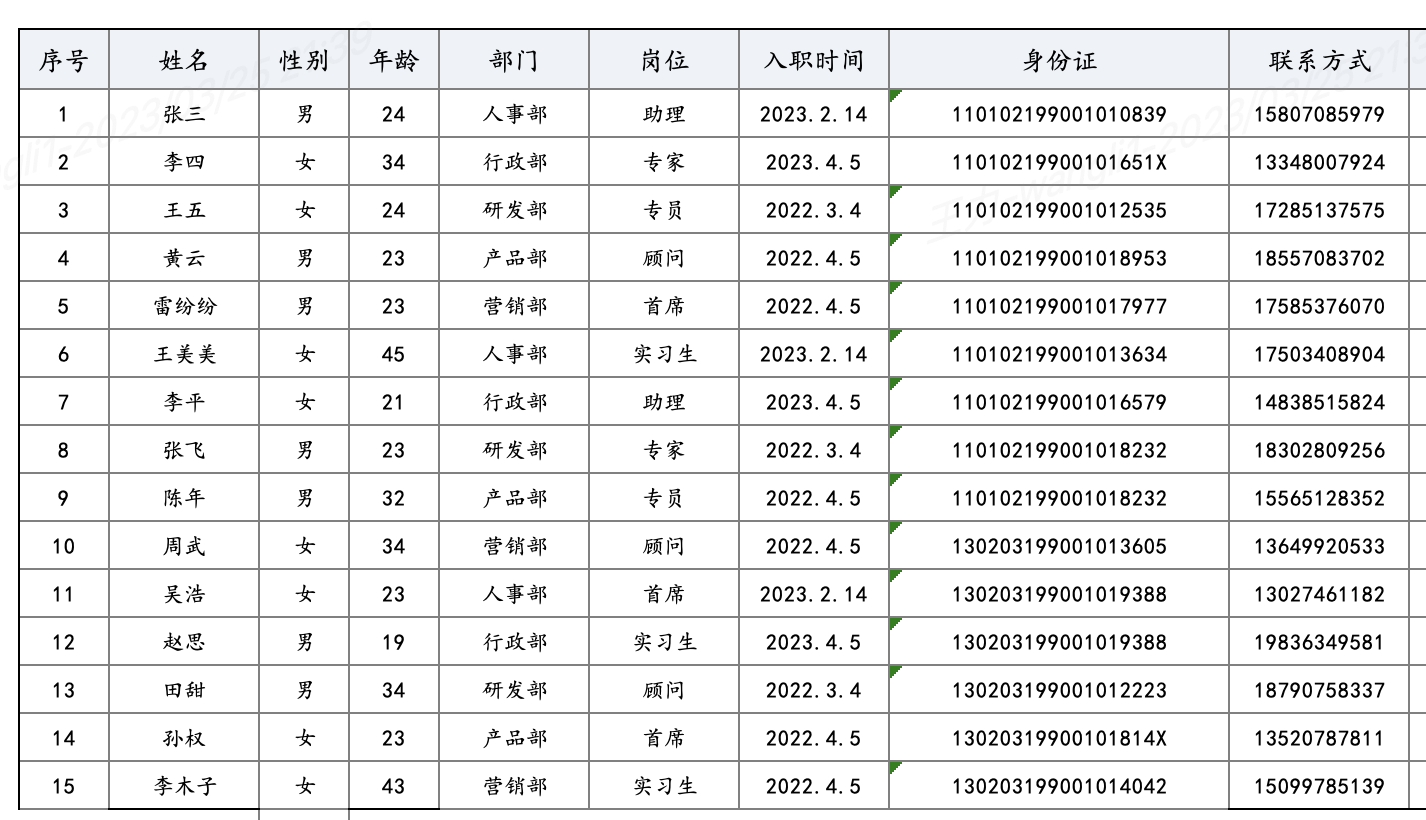 序号 姓名 性别 年龄 部门 岗位 入职时间 身份证 联系方式
1 张三 男 24 人事部 助理 2023.2.14 110102199001010839 15807085979
2 李四 女 34 行政部 专家 2023.4.5 11010219900101651X 13348007924
3 王五 女 24 研发部 专员 2022.3.4 110102199001012535 17285137575
4 黄云 男 23 产品部 顾问 2022.4.5 110102199001018953 18557083702
5 雷纷纷 男 23 营销部 首席 2022.4.5 110102199001017977 17585376070
6 王美美 女 45 人事部 实习生 2023.2.14 110102199001013634 17503408904
7 李平 女 21 行政部 助理 2023.4.5 110102199001016579 14838515824
8 张飞 男 23 研发部 专家 2022.3.4 110102199001018232 18302809256
9 陈年 男 32 产品部 专员 2022.4.5 110102199001018232 15565128352
10 周武 女 34 营销部 顾问 2022.4.5 130203199001013605 13649920533
11 吴浩 女 23 人事部 首席 2023.2.14 130203199001019388 13027461182
12 赵思 男 19 行政部 实习生 2023.4.5 130203199001019388 19836349581
13 田甜 男 34 研发部 顾问 2022.3.4 130203199001012223 18790758337
14 孙权 女 23 产品部 首席 2022.4.5 13020319900101814X 13520787811
15 李木子 女 43 营销部 实习生 2022.4.5 130203199001014042 15099785139